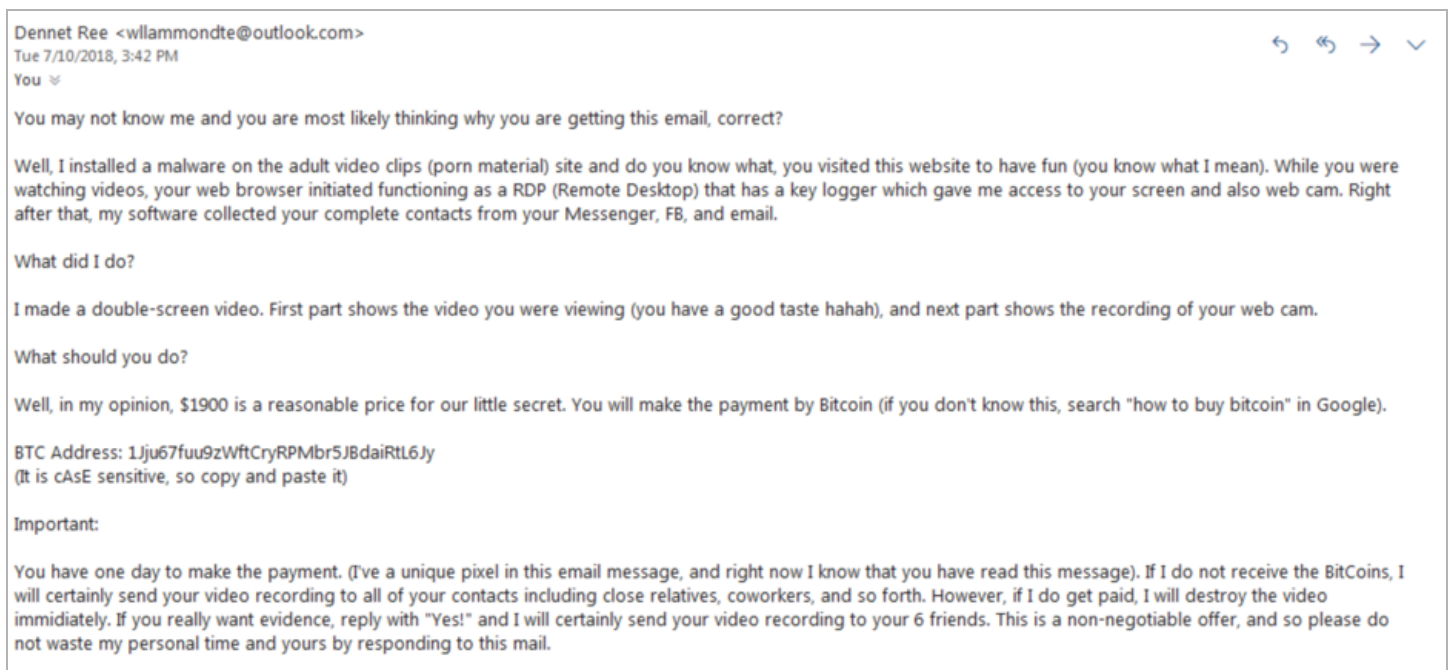 Dennet Ree <wllammondte@outlook.com>
Tue 7/10/2018, 3:42 PM
You
You may not know me and you are most likely thinking why you are getting this email, correct?
Well, I installed a malware on the adult video clips (porn material) site and do you know what, you visited this website to have fun (you know what I mean). While you were
watching videos, your web browser initiated functioning as a RDP (Remote Desktop) that has a key logger which gave me access to your screen and also web cam. Right
after that, my software collected your complete contacts from your Messenger, FB, and email.
What did I do?
I made a double-screen video. First part shows the video you were viewing (you have a good taste hahah), and next part shows the recording of your web cam.
What should you do?
Well, in my opinion, $1900 is a reasonable price for our little secret. You will make the payment by Bitcoin (if you don't know this, search "how to buy bitcoin" in Google).
BTC Address: 1Jju67fuu9zWftCryRPMbr5JBdaiRtL6Jy
(It is cAsE sensitive, so copy and paste it)
Important:
You have one day to make the payment. (I've a unique pixel in this email message, and right now I know that you have read this message). If I do not receive the BitCoins, I
will certainly send your video recording to all of your contacts including close relatives, coworkers, and so forth. However, if I do get paid, I will destroy the video
immidiately. If you really want evidence, reply with "Yes!" and I will certainly send your video recording to your 6 friends. This is a non-negotiable offer, and so please do
not waste my personal time and yours by responding to this mail.